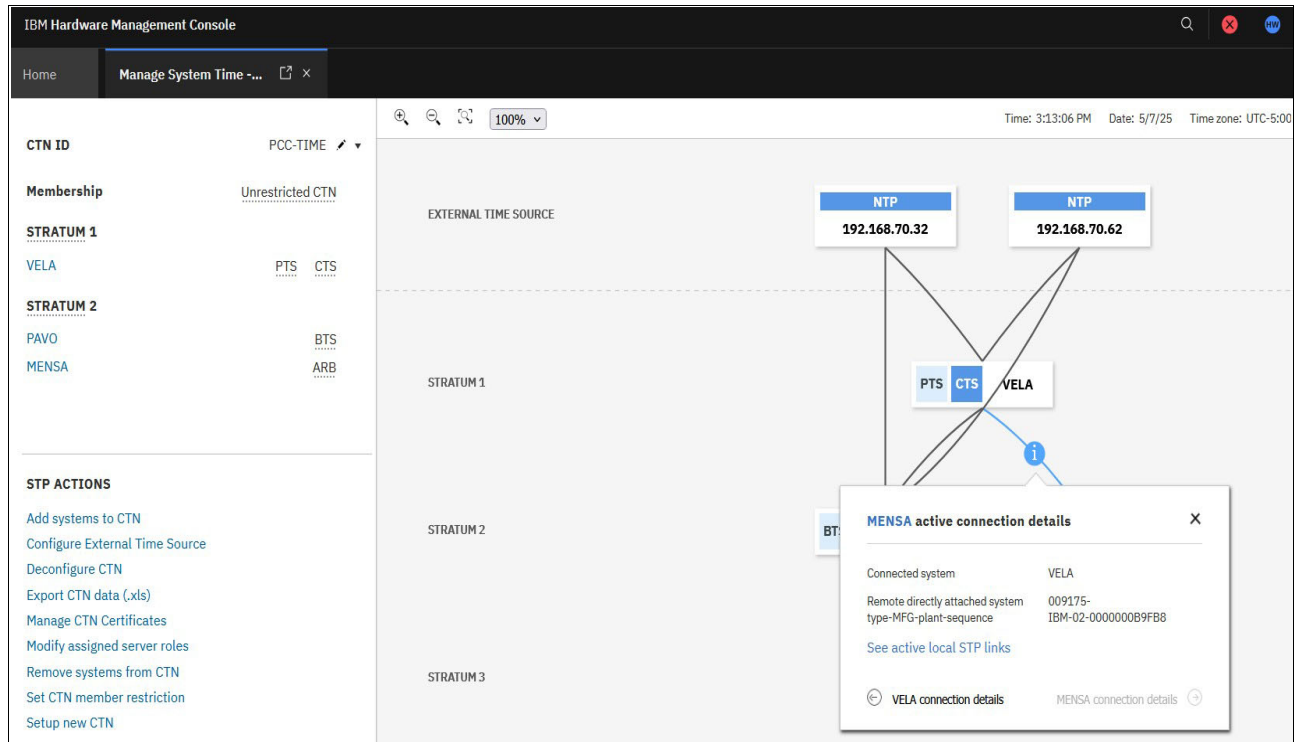 IBM Hardware Management Console
HW
Home
Manage System Time -...
100%
Time: 3:13:06 PM Date: 5/7/25 Time zone: UTC-5:00
CTN ID PCC-TIME
Membership Unrestricted CTN
STRATUM 1
VELA PTS CTS
STRATUM 2
PAVO BTS
MENSA ARB
STP ACTIONS
Add systems to CTN
Configure External Time Source
Deconfigure CTN
Export CTN data (.xls)
Manage CTN Certificates
Modify assigned server roles
Remove systems from CTN
Set CTN member restriction
Setup new CTN
EXTERNAL TIME SOURCE
NTP
192.168.70.32
NTP
192.168.70.62
STRATUM 1
PTS CTS VELA
i
STRATUM 2
MENSA active connection details
Connected system VELA
Remote directly attached system 009175-
type-MFG-plant-sequence IBM-02-0000000B9FB8
See active local STP links
VELA connection details MENSA connection details
STRATUM 3